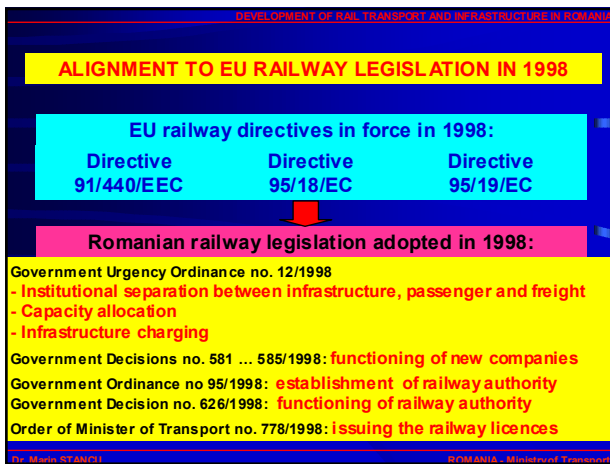 DEVELOPMENT OF RAIL TRANSPORT AND INFRASTRUCTURE IN ROMANIA
ALIGNMENT TO EU RAILWAY LEGISLATION IN 1998
EU railway directives in force in 1998:
Directive Directive Directive
91/440/EEC 95/18/EC 95/19/EC
Romanian railway legislation adopted in 1998:
Government Urgency Ordinance no. 12/1998
- Institutional separation between infrastructure, passenger and freight
- Capacity allocation
- Infrastructure charging
Government Decisions no. 581 ... 585/1998: functioning of new companies
Government Ordinance no 95/1998: establishment of railway authority
Government Decision no. 626/1998: functioning of railway authority
Order of Minister of Transport no. 778/1998: issuing the railway licences
Dr. Marin STANCU ROMANIA - Ministry of Transport